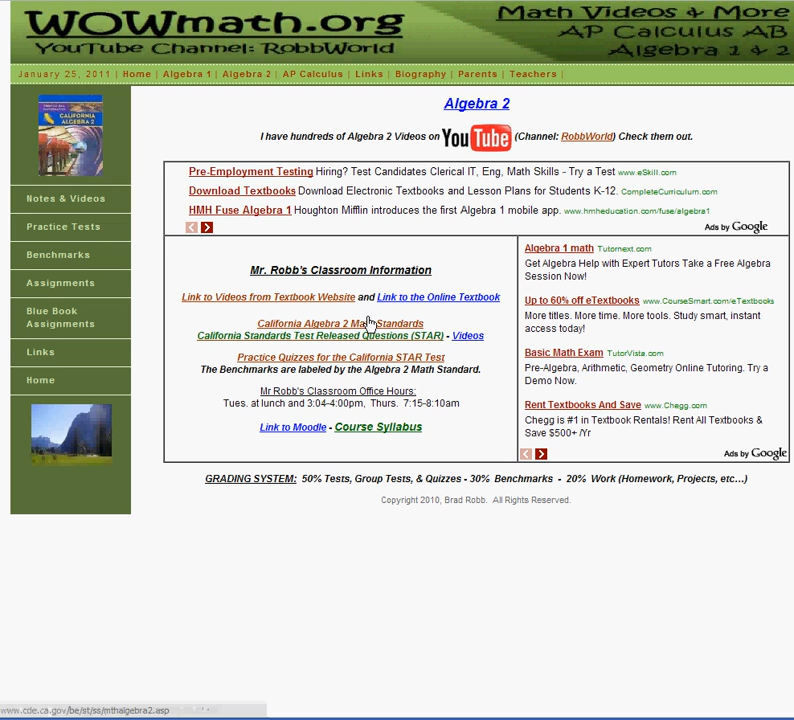 WOWmath.org
YouTube Channel: RobbWorld
Math Videos & More
AP Calculus AB
Algebra 1 & 2
January 25, 2011 | Home | Algebra 1 | Algebra 2 | AP Calculus | Links | Biography | Parents | Teachers |
CALIFORNIA
ALGEBRA 2
Notes & Videos
Practice Tests
Benchmarks
Assignments
Blue Book
Assignments
Links
Home
Algebra 2
I have hundreds of Algebra 2 Videos on YouTube (Channel: RobbWorld) Check them out.
Pre-Employment Testing Hiring? Test Candidates Clerical IT, Eng, Math Skills - Try a Test www.eSkill.com
Download Textbooks Download Electronic Textbooks and Lesson Plans for Students K-12. CompleteCurriculum.com
HMH Fuse Algebra 1 Houghton Mifflin introduces the first Algebra 1 mobile app. www.hmheducation.com/fuse/algebra1
Ads by Google
Mr. Robb's Classroom Information
Link to Videos from Textbook Website and Link to the Online Textbook
California Algebra 2 Math Standards
California Standards Test Released Questions (STAR) - Videos
Practice Quizzes for the California STAR Test
The Benchmarks are labeled by the Algebra 2 Math Standard.
Mr Robb's Classroom Office Hours:
Tues. at lunch and 3:04-4:00pm, Thurs. 7:15-8:10am
Link to Moodle - Course Syllabus
Algebra 1 math Tutornext.com
Get Algebra Help with Expert Tutors Take a Free Algebra
Session Now!
Up to 60% off eTextbooks www.CourseSmart.com/eTextbooks
More titles. More time. More tools. Study smart, instant
access today!
Basic Math Exam TutorVista.com
Pre-Algebra, Arithmetic, Geometry Online Tutoring. Try a
Demo Now.
Rent Textbooks And Save www.Chegg.com
Chegg is #1 in Textbook Rentals! Rent All Textbooks &
Save $500+ /Yr
Ads by Google
GRADING SYSTEM: 50% Tests, Group Tests, & Quizzes - 30% Benchmarks - 20% Work (Homework, Projects, etc...)
Copyright 2010, Brad Robb. All Rights Reserved.
www.cde.ca.gov/be/st/ss/mthalgebra2.asp